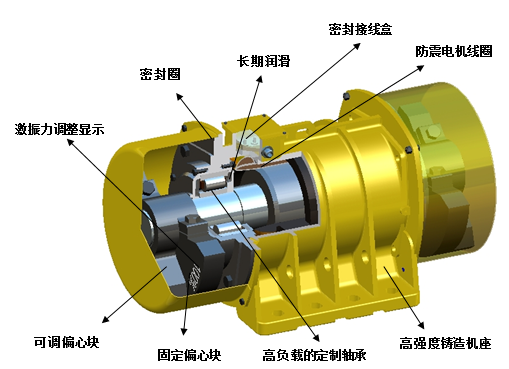 密封接线盒
防震电机线圈
长期润滑
密封圈
激振力调整显示
可调偏心块
固定偏心块
高负载的定制轴承
高强度铸造机座